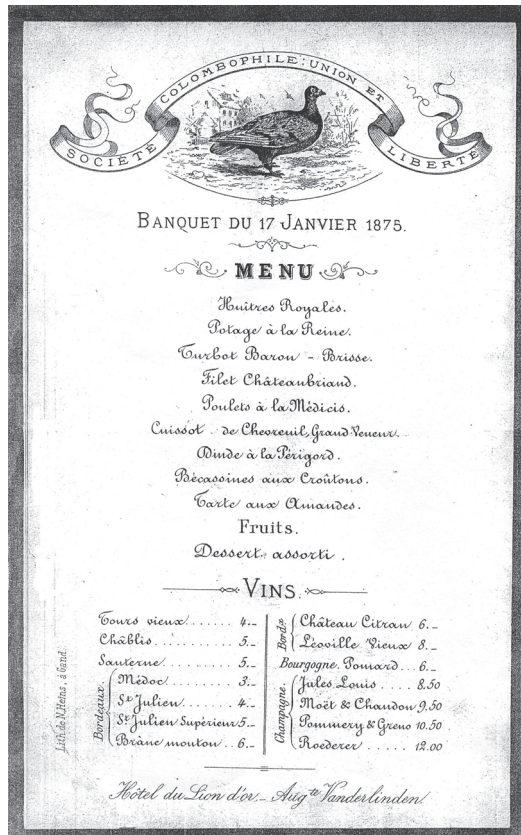 SOCIÉTÉ COLOMBOPHILE: UNION ET LIBERTÉ
BANQUET DU 17 JANVIER 1875.
MENU
Huîtres Royales.
Potage à la Reine.
Turbot Baron - Brisse.
Filet Châteaubriand.
Poulets à la Médicis.
Cuissot de Chevreuil, Grand Veneur.
Dinde à la Périgord.
Bécassines aux Croûtons.
Tarte aux Amandes.
Fruits.
Dessert assorti.
VINS.
Tours vieux....... 4.-
Châblis........... 5.-
Sauterne........ 5.-
Bordeaux.
Médoc......... 3.-
St Julien....... 4.-
St Julien Supérieur 5.-
Brâne mouton.. 6.-
Bordx
Château Citran 6.-
Léoville Vieux 8.-
Bourgogne. Pomard... 6.-
Champagne.
Jules Louis.... 8.50
Moët & Chandon 9.50
Pommery & Greno 10.50
Roederer..... 12.00
Lith. de N. Heins, à Gand.
Hôtel du Lion d'or.- Augte Vanderlinden